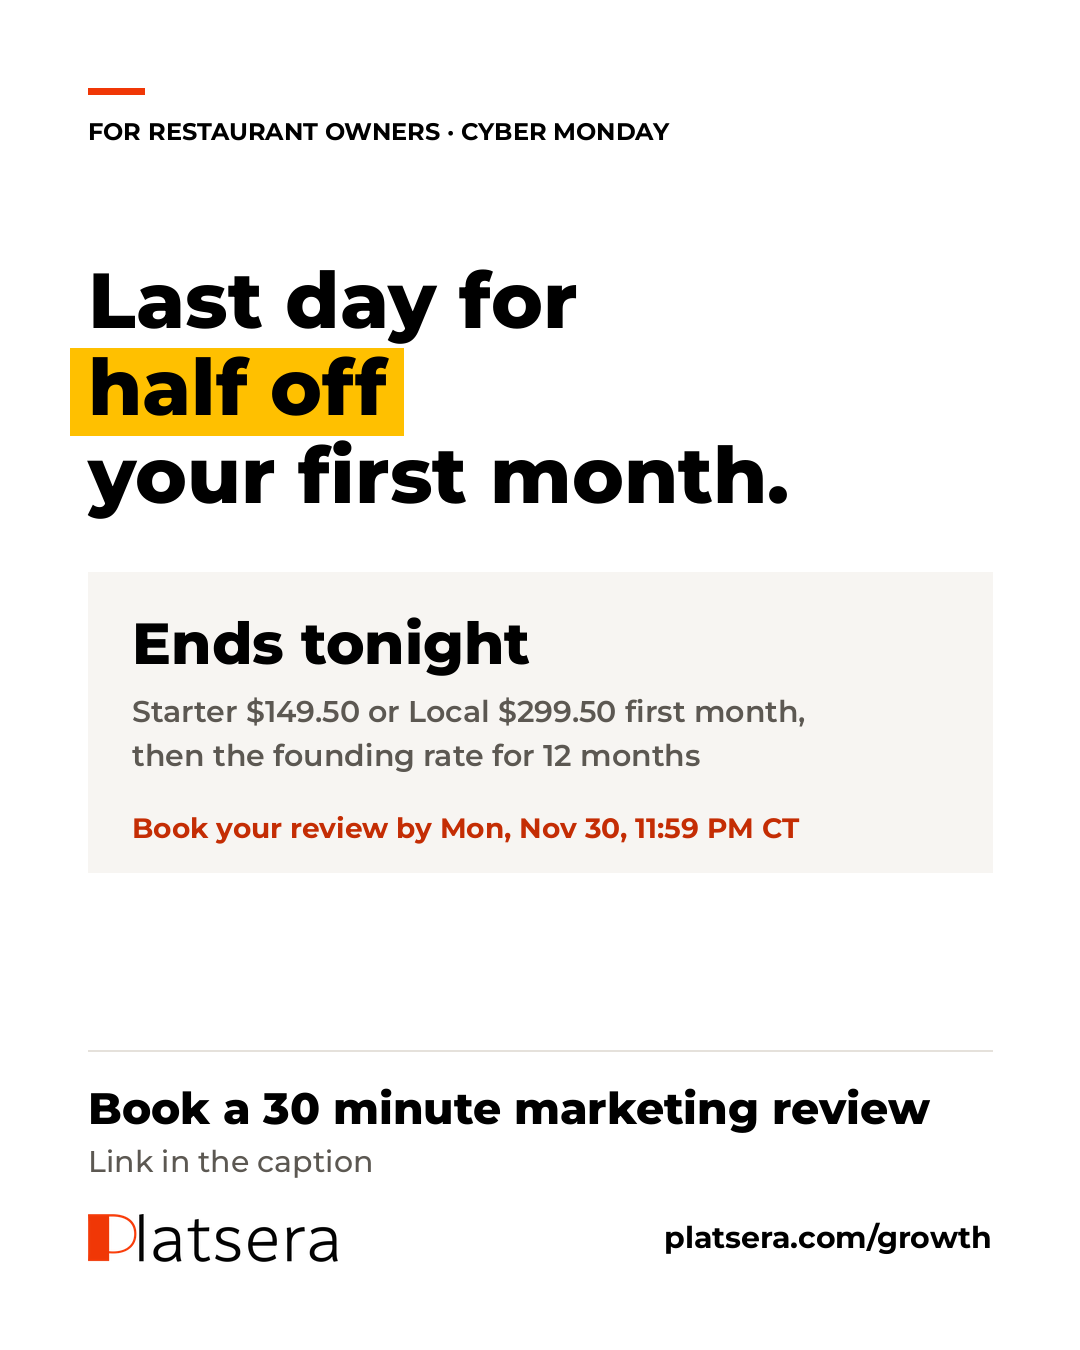 FOR RESTAURANT OWNERS · CYBER MONDAY
Last day for
half off
your first month.
Ends tonight
Starter $149.50 or Local $299.50 first month,
then the founding rate for 12 months
Book your review by Mon, Nov 30, 11:59 PM CT
Book a 30 minute marketing review
Link in the caption
Platsera
platsera.com/growth